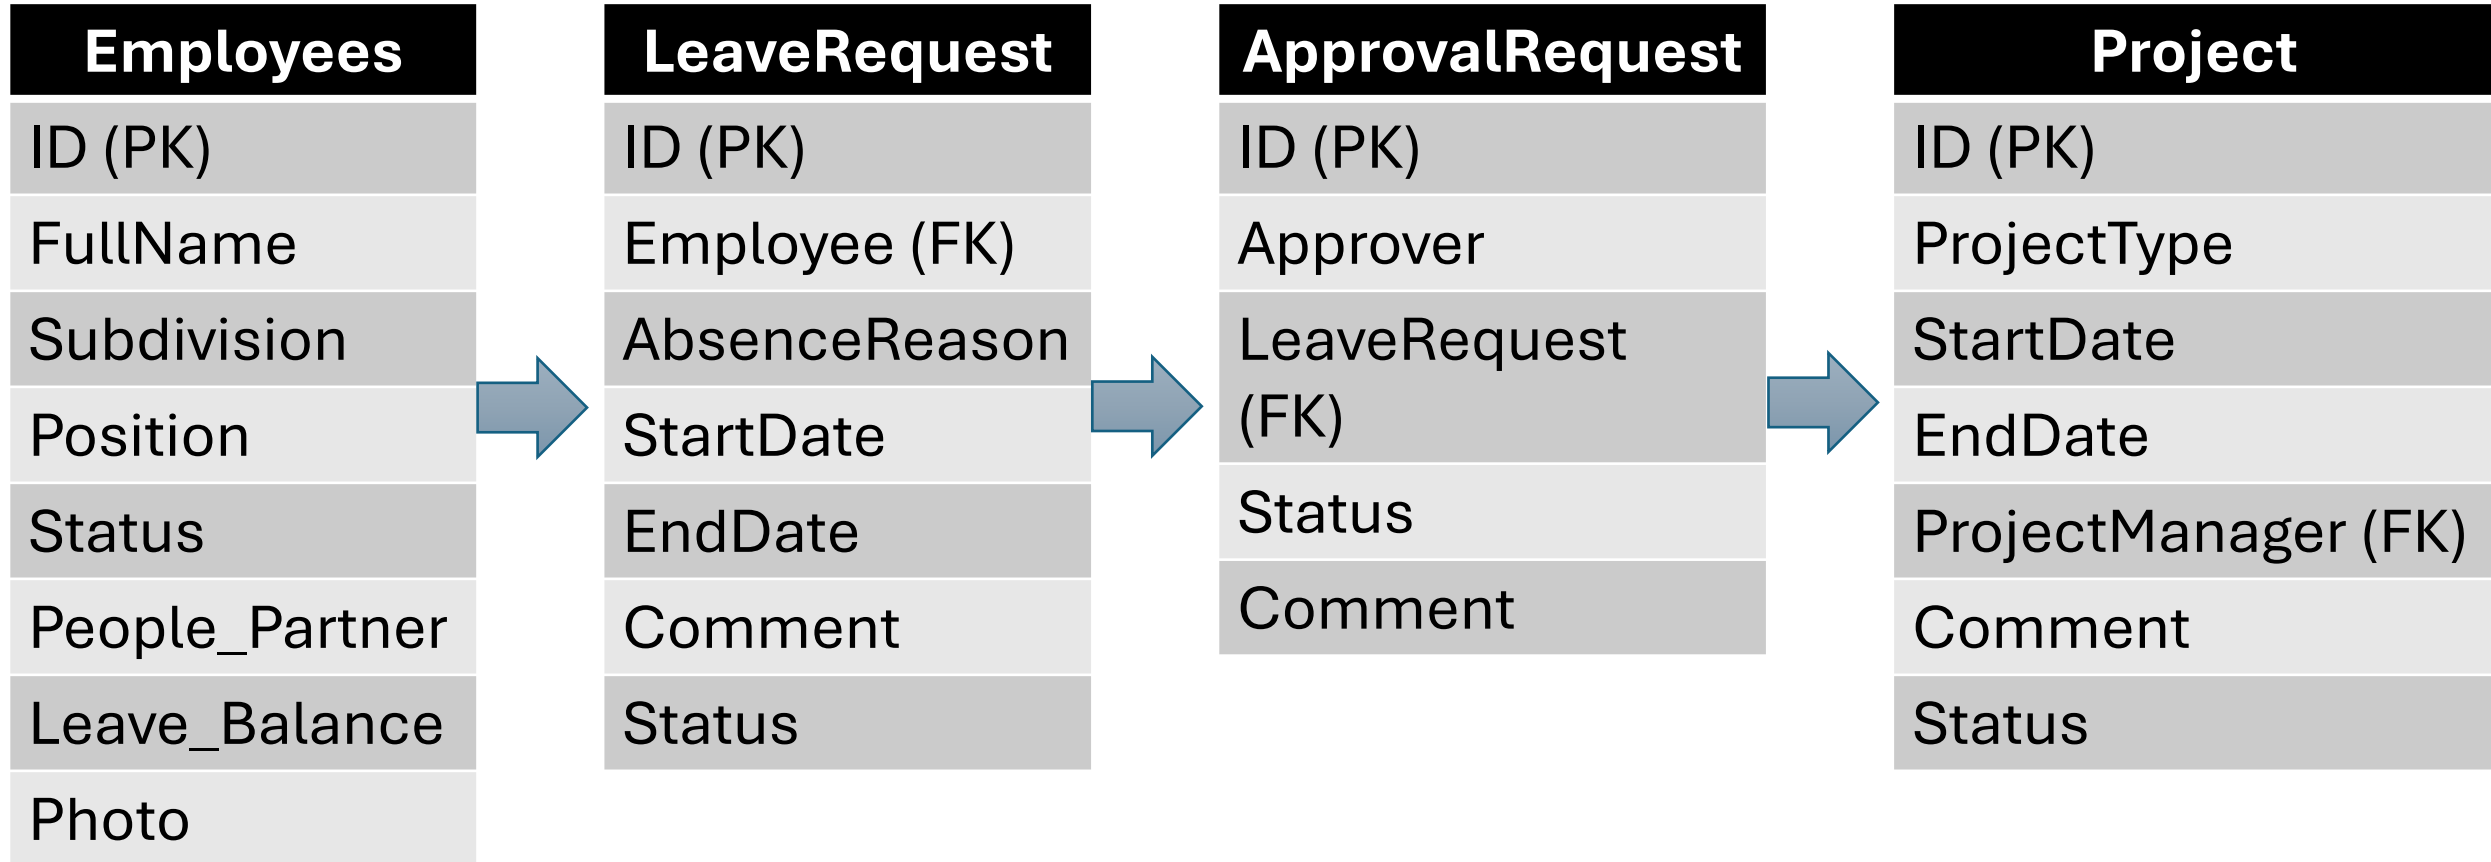 Employees
ID (PK)
FullName
Subdivision
Position
Status
People_Partner
Leave_Balance
Photo
LeaveRequest
ID (PK)
Employee (FK)
AbsenceReason
StartDate
EndDate
Comment
Status
ApprovalRequest
ID (PK)
Approver
LeaveRequest
(FK)
Status
Comment
Project
ID (PK)
ProjectType
StartDate
EndDate
ProjectManager (FK)
Comment
Status